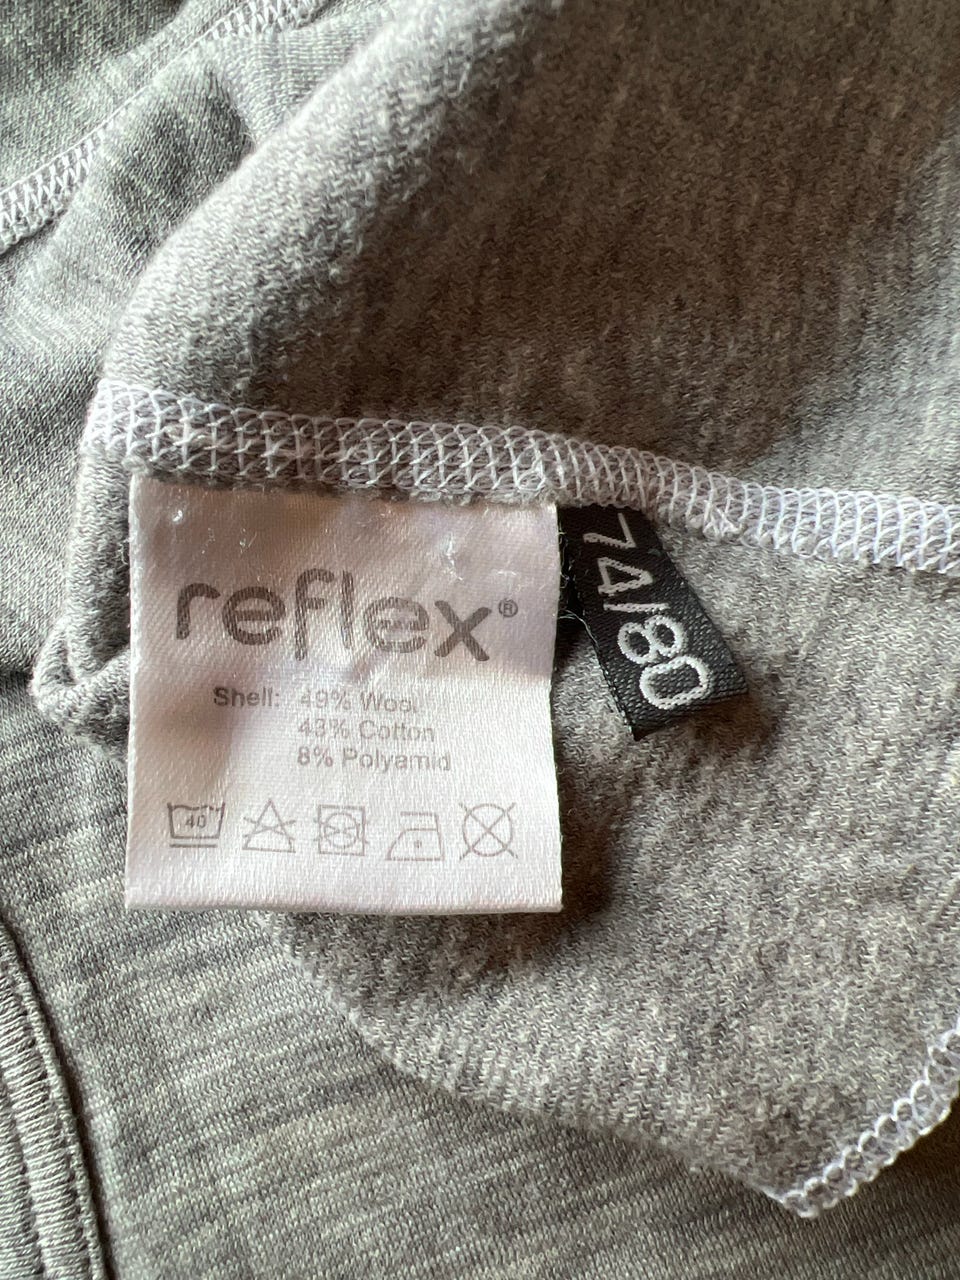 reflex®
Shell: 49% Wool
43% Cotton
8% Polyamid
40
74/80